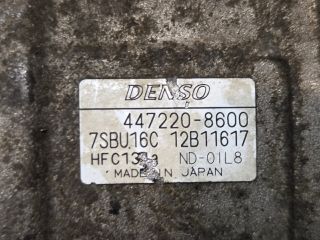 DENSO
447220-8600
7SBU16C 12B11617
HFC134a ND-OIL8
MADE IN JAPAN